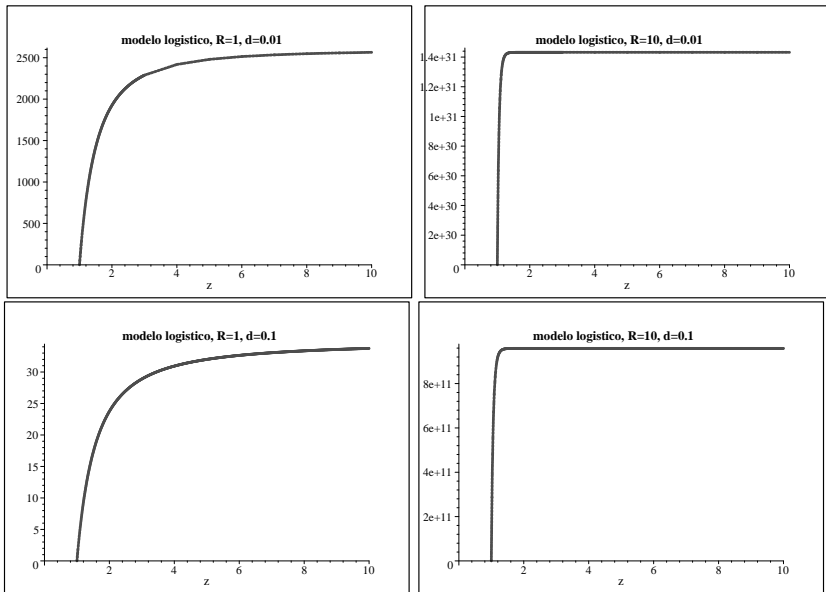 modelo logistico, R=1, d=0.01
2500
2000
1500
1000
500
0
2 4 6 8 10
z
modelo logistico, R=10, d=0.01
1.4e+31
1.2e+31
1e+31
8e+30
6e+30
4e+30
2e+30
0
2 4 6 8 10
z
modelo logistico, R=1, d=0.1
30
25
20
15
10
5
0
2 4 6 8 10
z
modelo logistico, R=10, d=0.1
8e+11
6e+11
4e+11
2e+11
0
2 4 6 8 10
z